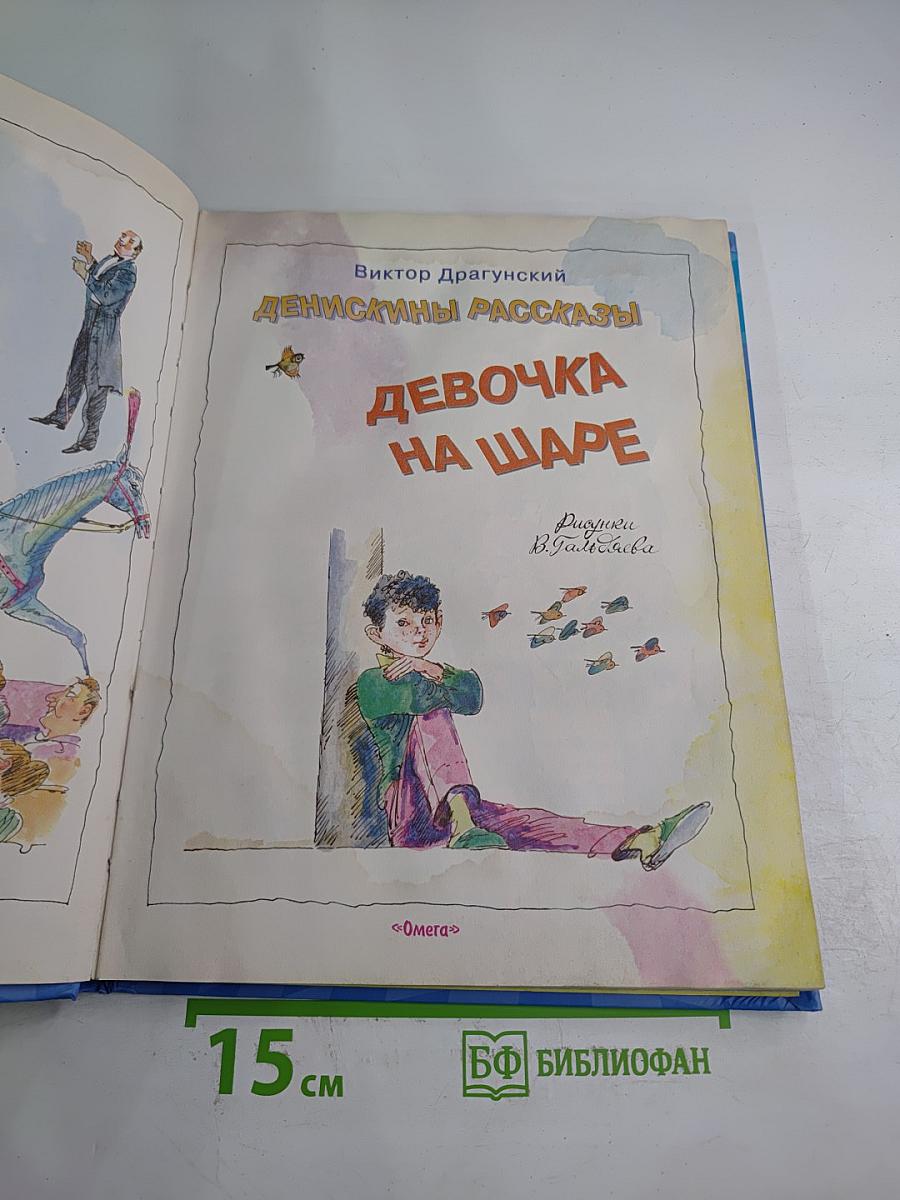 Виктор Драгунский
ДЕНИСКИНЫ РАССКАЗЫ
ДЕВОЧКА
НА ШАРЕ
Рисунки
В. Гальдяева
«Омега»
15 см
БФ БИБЛИОФАН